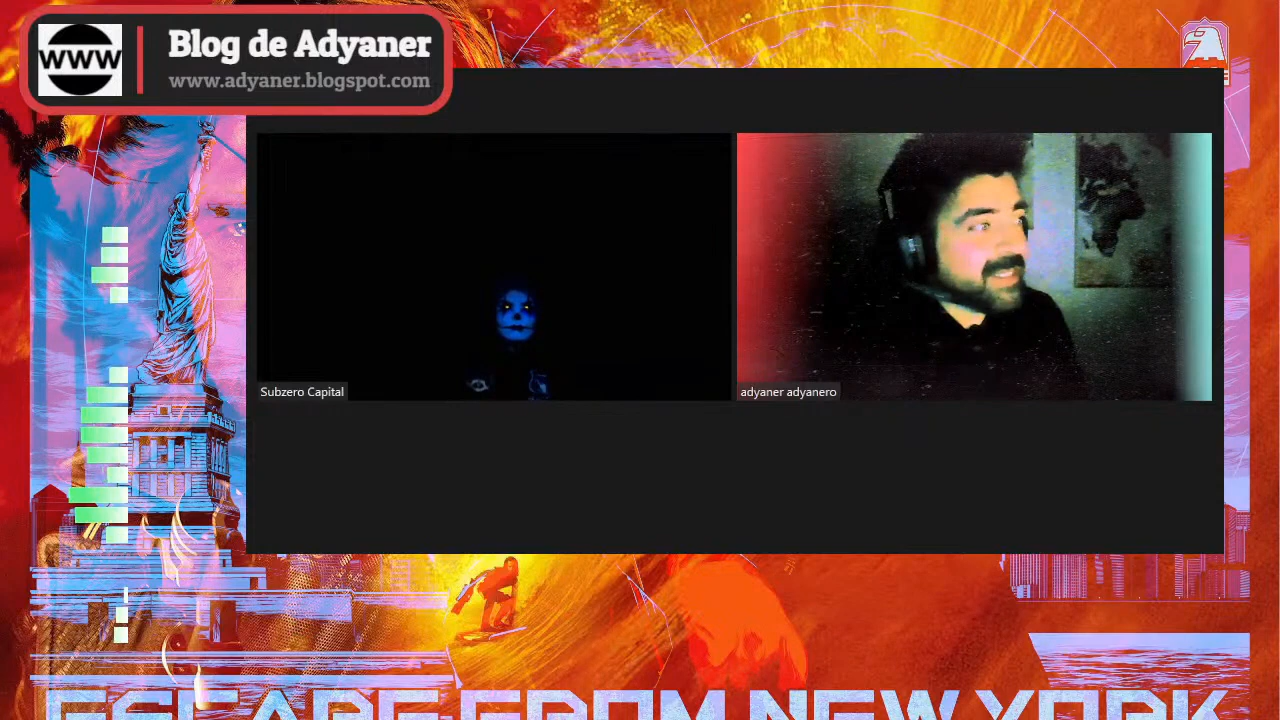 WWW
Blog de Adyaner
www.adyaner.blogspot.com
Subzero Capital
adyaner adyanero
ESCAPE FROM NEW YORK